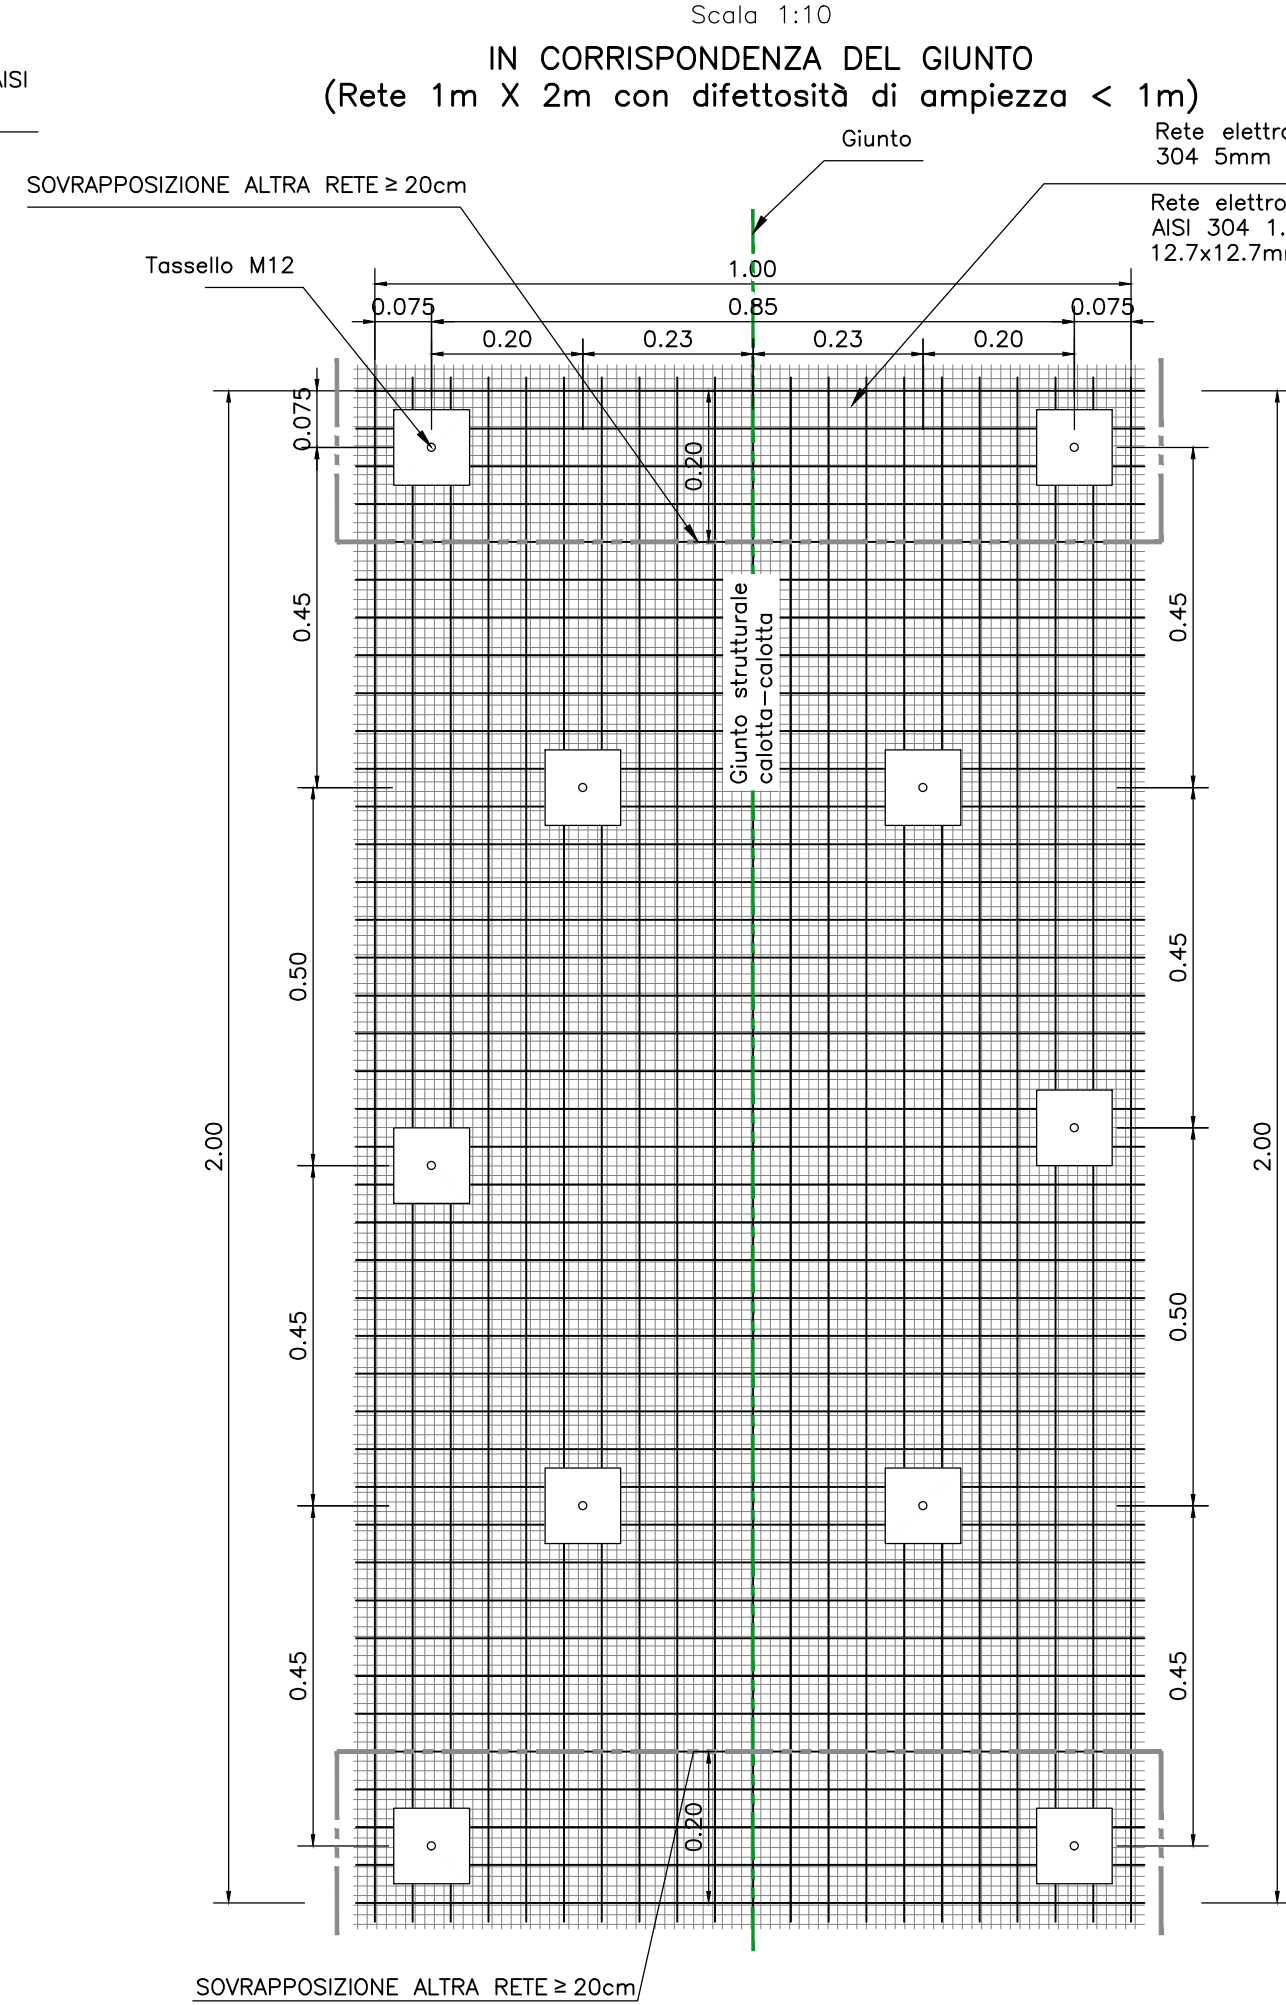 Scala 1:10
IN CORRISPONDENZA DEL GIUNTO
(Rete 1m X 2m con difettosità di ampiezza < 1m)
AISI
Giunto
Rete elettro
304 5mm
SOVRAPPOSIZIONE ALTRA RETE ≥ 20cm
Rete elettro
AISI 304 1.
12.7x12.7mm
Tassello M12
1.00
0.075
0.85
0.075
0.20
0.23
0.23
0.20
0.075
0.20
0.45
0.45
Giunto strutturale
calotta-calotta
0.50
0.45
2.00
2.00
0.45
0.50
0.45
0.45
0.20
SOVRAPPOSIZIONE ALTRA RETE ≥ 20cm